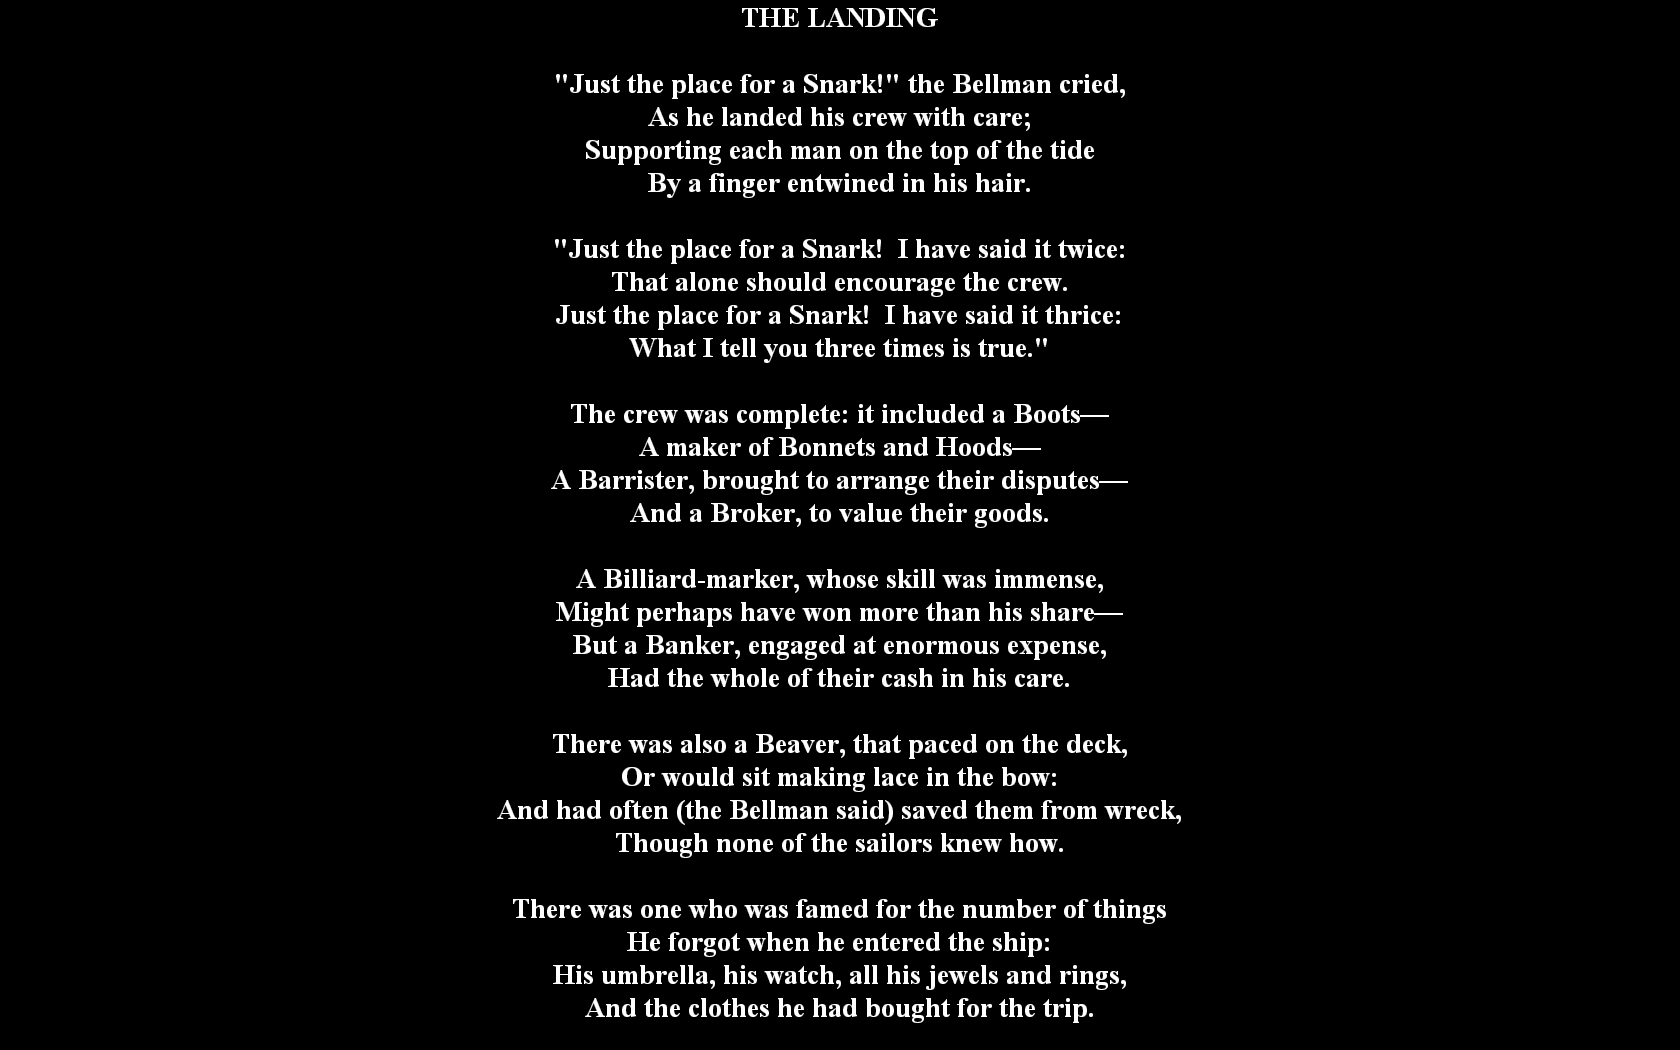 THE LANDING

"Just the place for a Snark!" the Bellman cried,
As he landed his crew with care;
Supporting each man on the top of the tide
By a finger entwined in his hair.

"Just the place for a Snark!  I have said it twice:
That alone should encourage the crew.
Just the place for a Snark!  I have said it thrice:
What I tell you three times is true."

The crew was complete: it included a Boots—
A maker of Bonnets and Hoods—
A Barrister, brought to arrange their disputes—
And a Broker, to value their goods.

A Billiard-marker, whose skill was immense,
Might perhaps have won more than his share—
But a Banker, engaged at enormous expense,
Had the whole of their cash in his care.

There was also a Beaver, that paced on the deck,
Or would sit making lace in the bow:
And had often (the Bellman said) saved them from wreck,
Though none of the sailors knew how.

There was one who was famed for the number of things
He forgot when he entered the ship:
His umbrella, his watch, all his jewels and rings,
And the clothes he had bought for the trip.